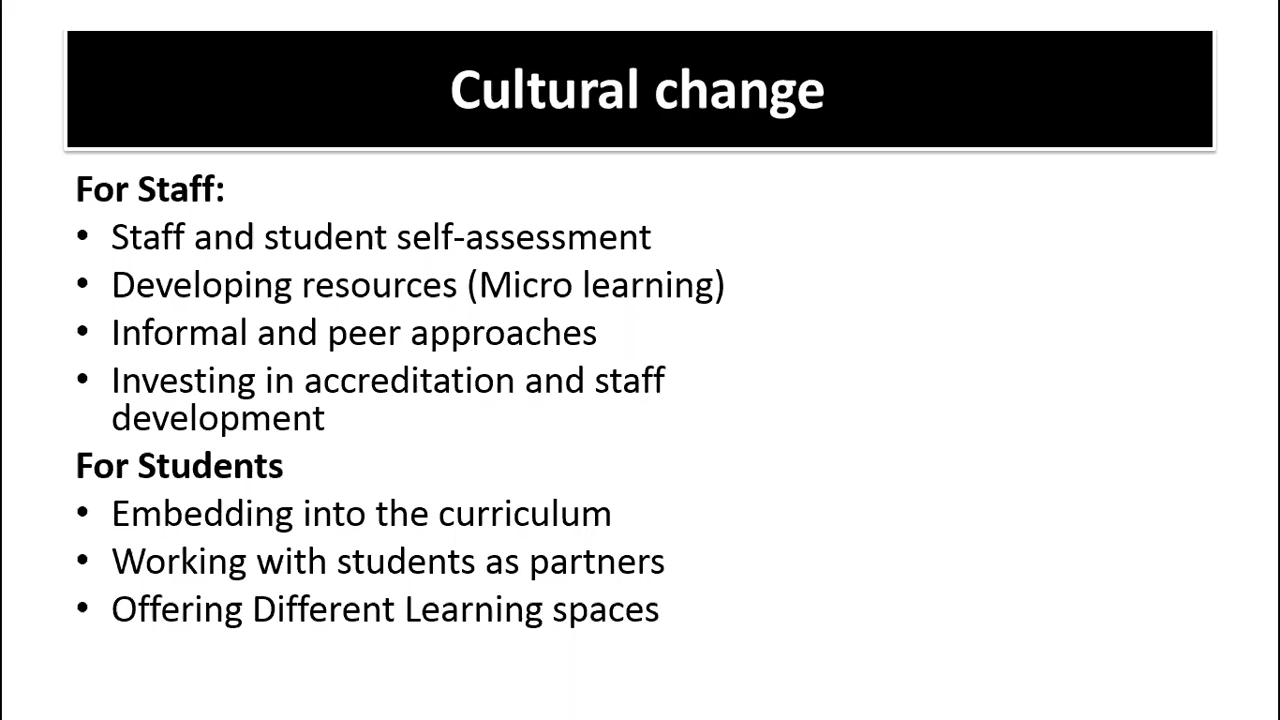 Cultural change
For Staff:
• Staff and student self-assessment
• Developing resources (Micro learning)
• Informal and peer approaches
• Investing in accreditation and staff
development
For Students
• Embedding into the curriculum
• Working with students as partners
• Offering Different Learning spaces